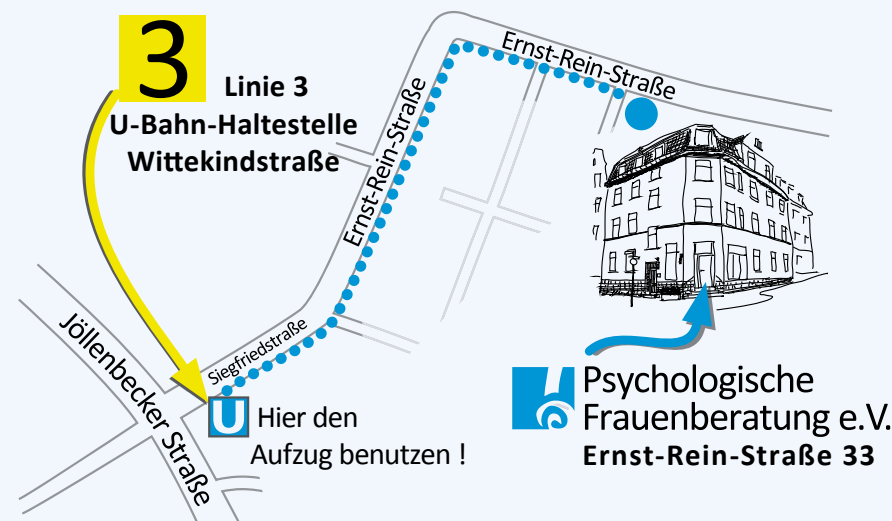 3
Linie 3
U-Bahn-Haltestelle
Wittekindstraße
Ernst-Rein-Straße
Ernst-Rein-Straße
Siegfriedstraße
Jöllenbecker Straße
U
Hier den
Aufzug benutzen !
Psychologische
Frauenberatung e.V.
Ernst-Rein-Straße 33